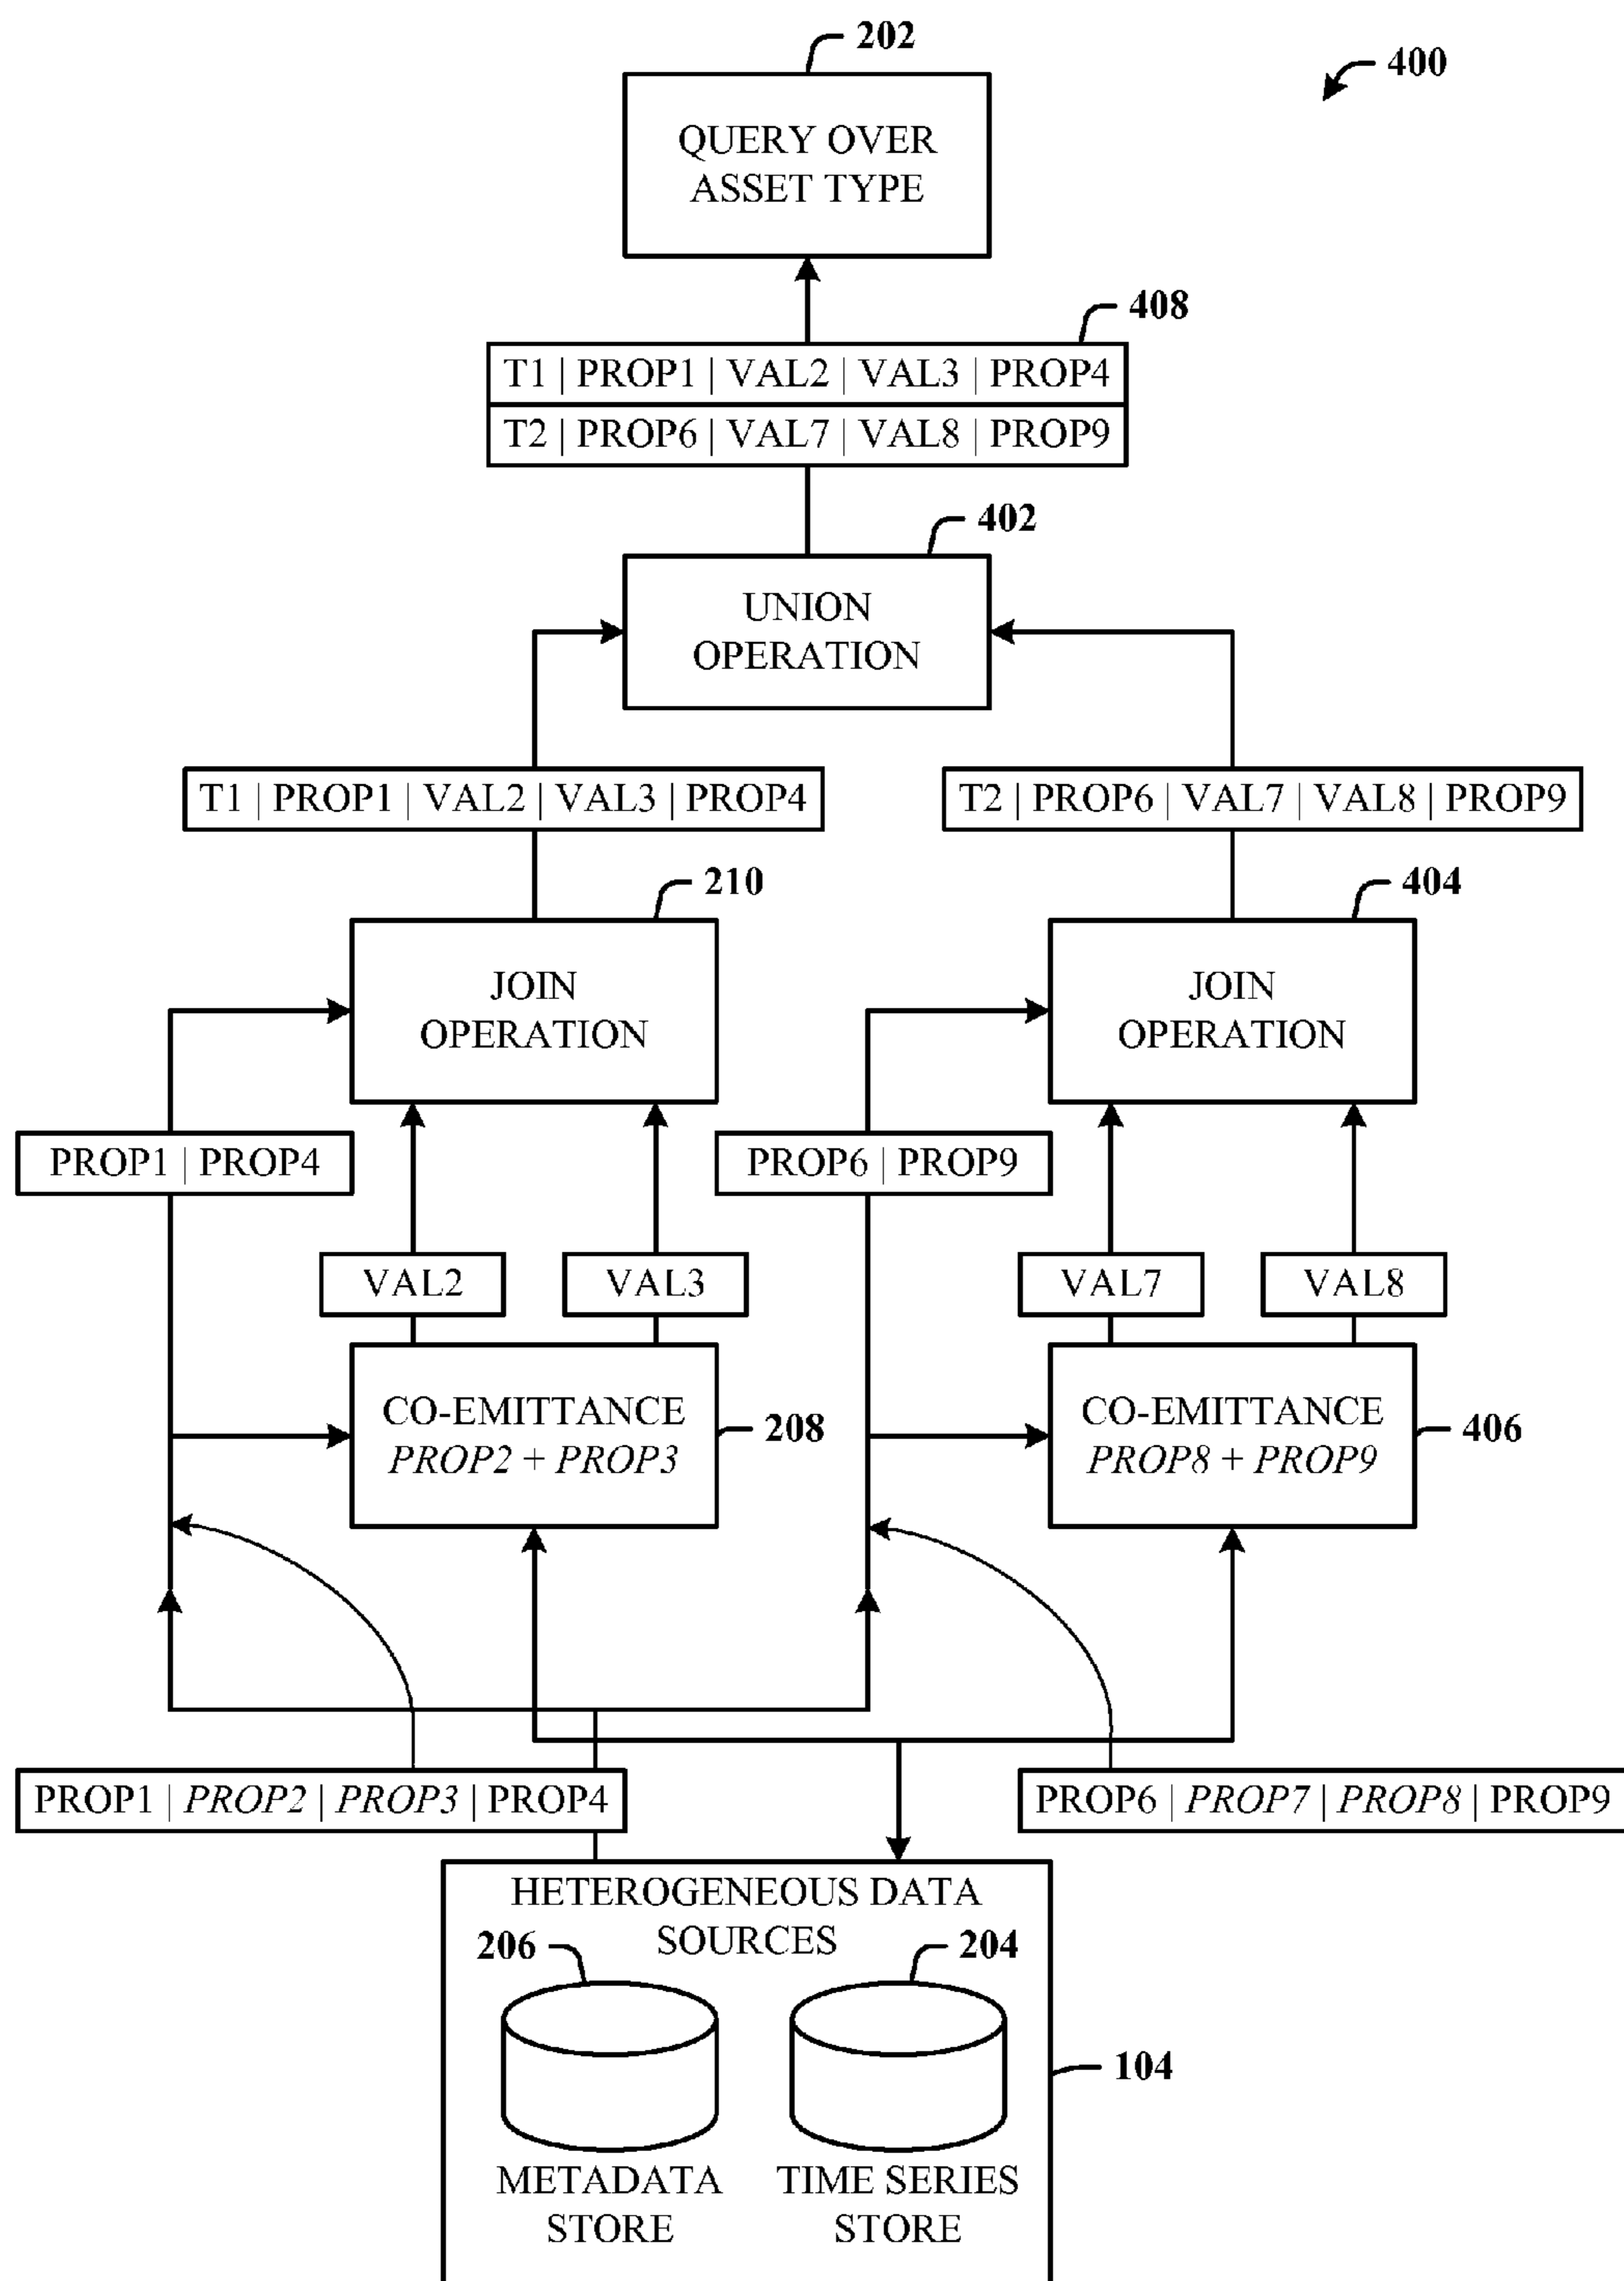 202
400
QUERY OVER
ASSET TYPE
408
T1 | PROP1 | VAL2 | VAL3 | PROP4
T2 | PROP6 | VAL7 | VAL8 | PROP9
402
UNION
OPERATION
T1 | PROP1 | VAL2 | VAL3 | PROP4
T2 | PROP6 | VAL7 | VAL8 | PROP9
210
404
JOIN
OPERATION
JOIN
OPERATION
PROP1 | PROP4
PROP6 | PROP9
VAL2
VAL3
VAL7
VAL8
CO-EMITTANCE
PROP2 + PROP3
208
CO-EMITTANCE
PROP8 + PROP9
406
PROP1 | PROP2 | PROP3 | PROP4
PROP6 | PROP7 | PROP8 | PROP9
HETEROGENEOUS DATA
SOURCES
206
204
104
METADATA
STORE
TIME SERIES
STORE